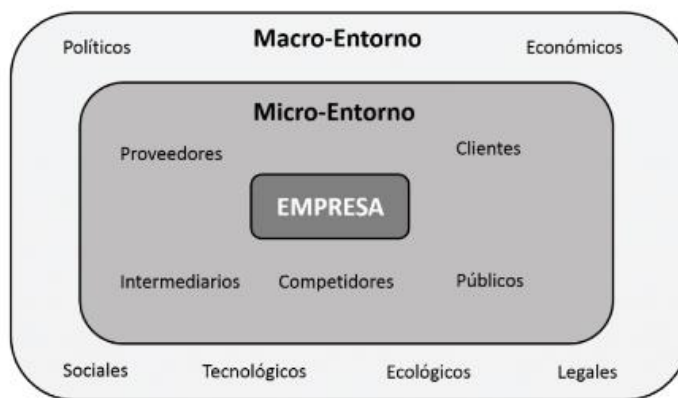 Políticos Macro-Entorno Económicos
Micro-Entorno
Proveedores Clientes
EMPRESA
Intermediarios Competidores Públicos
Sociales Tecnológicos Ecológicos Legales